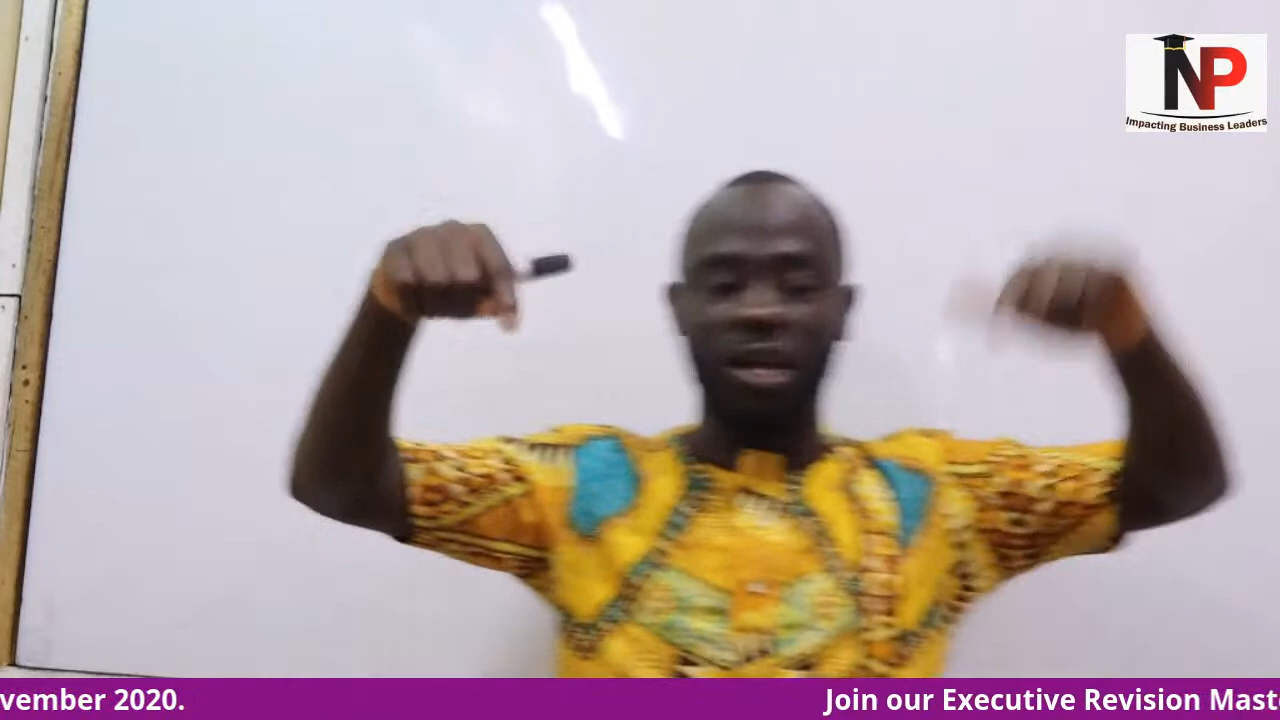 NP
Impacting Business Leaders
vember 2020.
Join our Executive Revision Mast